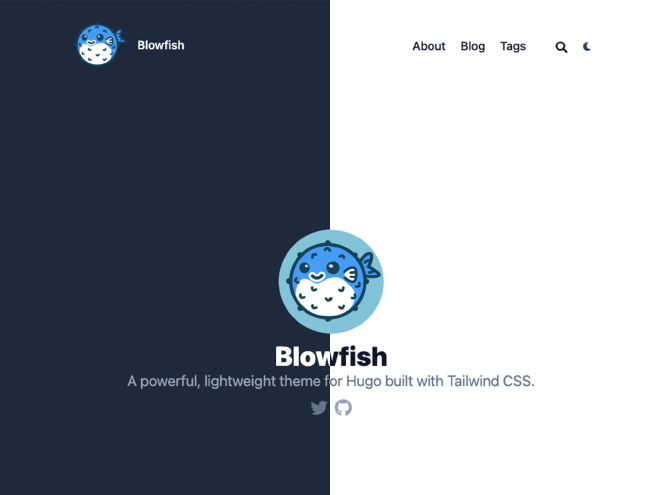 Blowfish
About Blog Tags
Blowfish
A powerful, lightweight theme for Hugo built with Tailwind CSS.